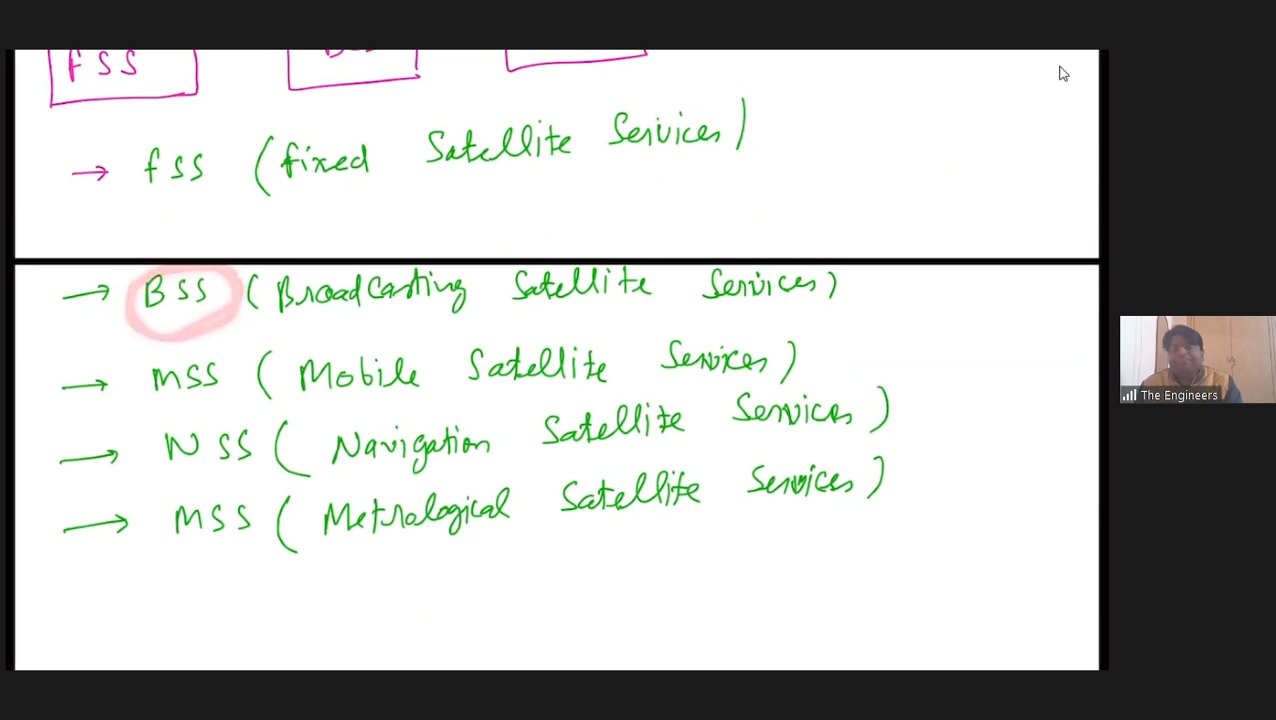 FSS
→ FSS (fixed Satellite Services)
→ BSS (Broadcasting Satellite Services)
→ MSS (Mobile Satellite Services)
→ NSS (Navigation Satellite Services)
→ MSS (Metrological Satellite Services)
The Engineers